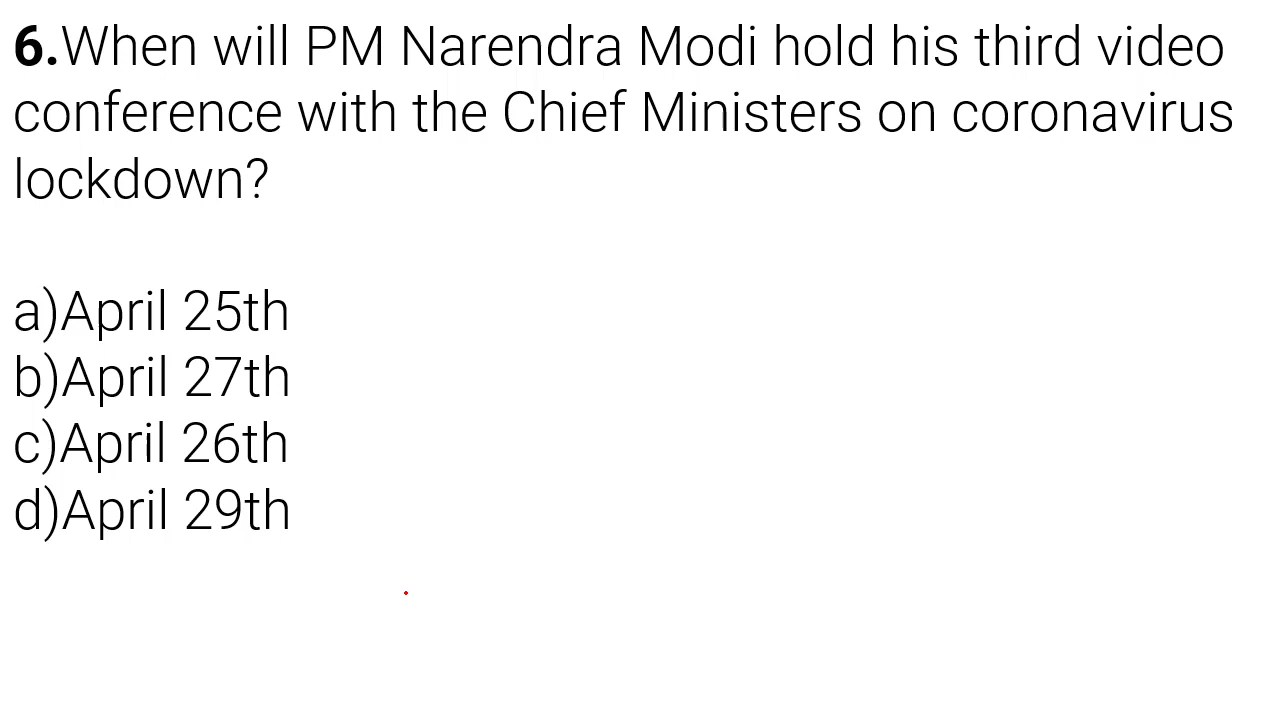 6.When will PM Narendra Modi hold his third video
conference with the Chief Ministers on coronavirus
lockdown?
a)April 25th
b)April 27th
c)April 26th
d)April 29th